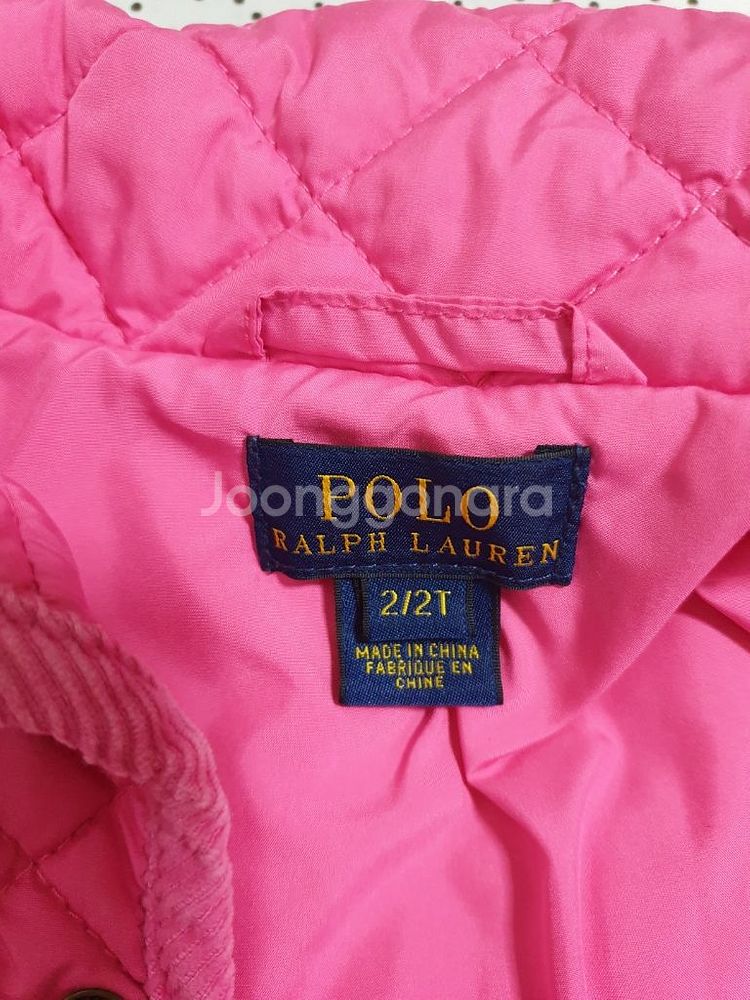 Joonggonara
POLO
RALPH LAUREN
2/2T
MADE IN CHINA
FABRIQUE EN
CHINE